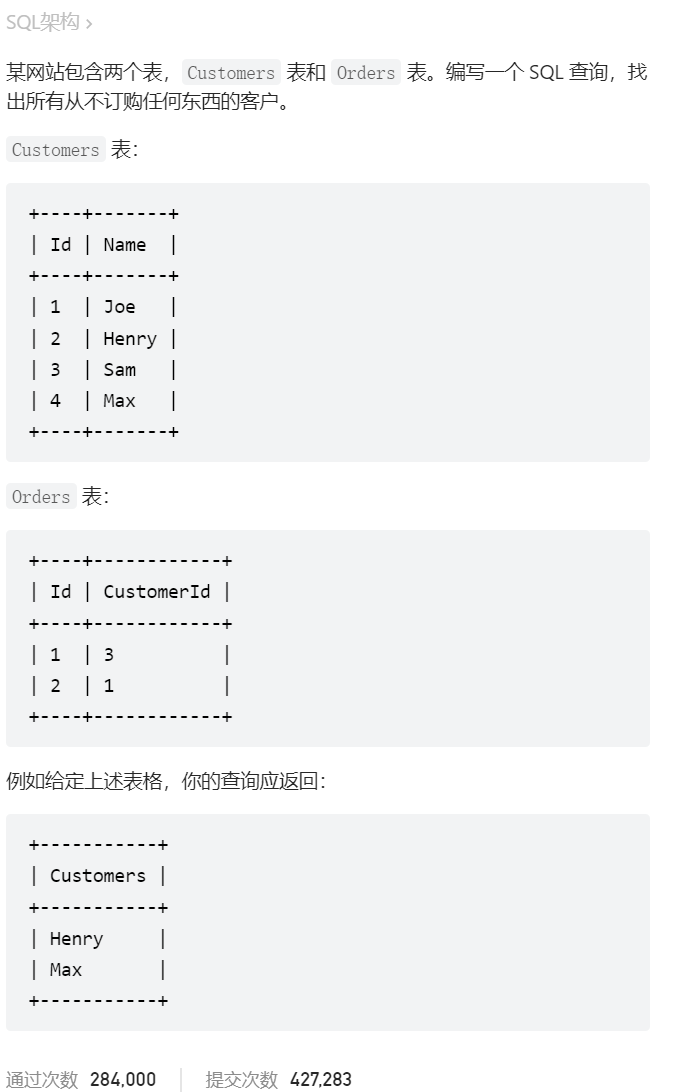 SQL架构 ›
某网站包含两个表，Customers 表和 Orders 表。编写一个 SQL 查询，找
出所有从不订购任何东西的客户。
Customers 表：
+----+-------+
| Id | Name  |
+----+-------+
| 1  | Joe   |
| 2  | Henry |
| 3  | Sam   |
| 4  | Max   |
+----+-------+
Orders 表：
+----+------------+
| Id | CustomerId |
+----+------------+
| 1  | 3          |
| 2  | 1          |
+----+------------+
例如给定上述表格，你的查询应返回：
+-----------+
| Customers |
+-----------+
| Henry     |
| Max       |
+-----------+
通过次数 284,000 | 提交次数 427,283